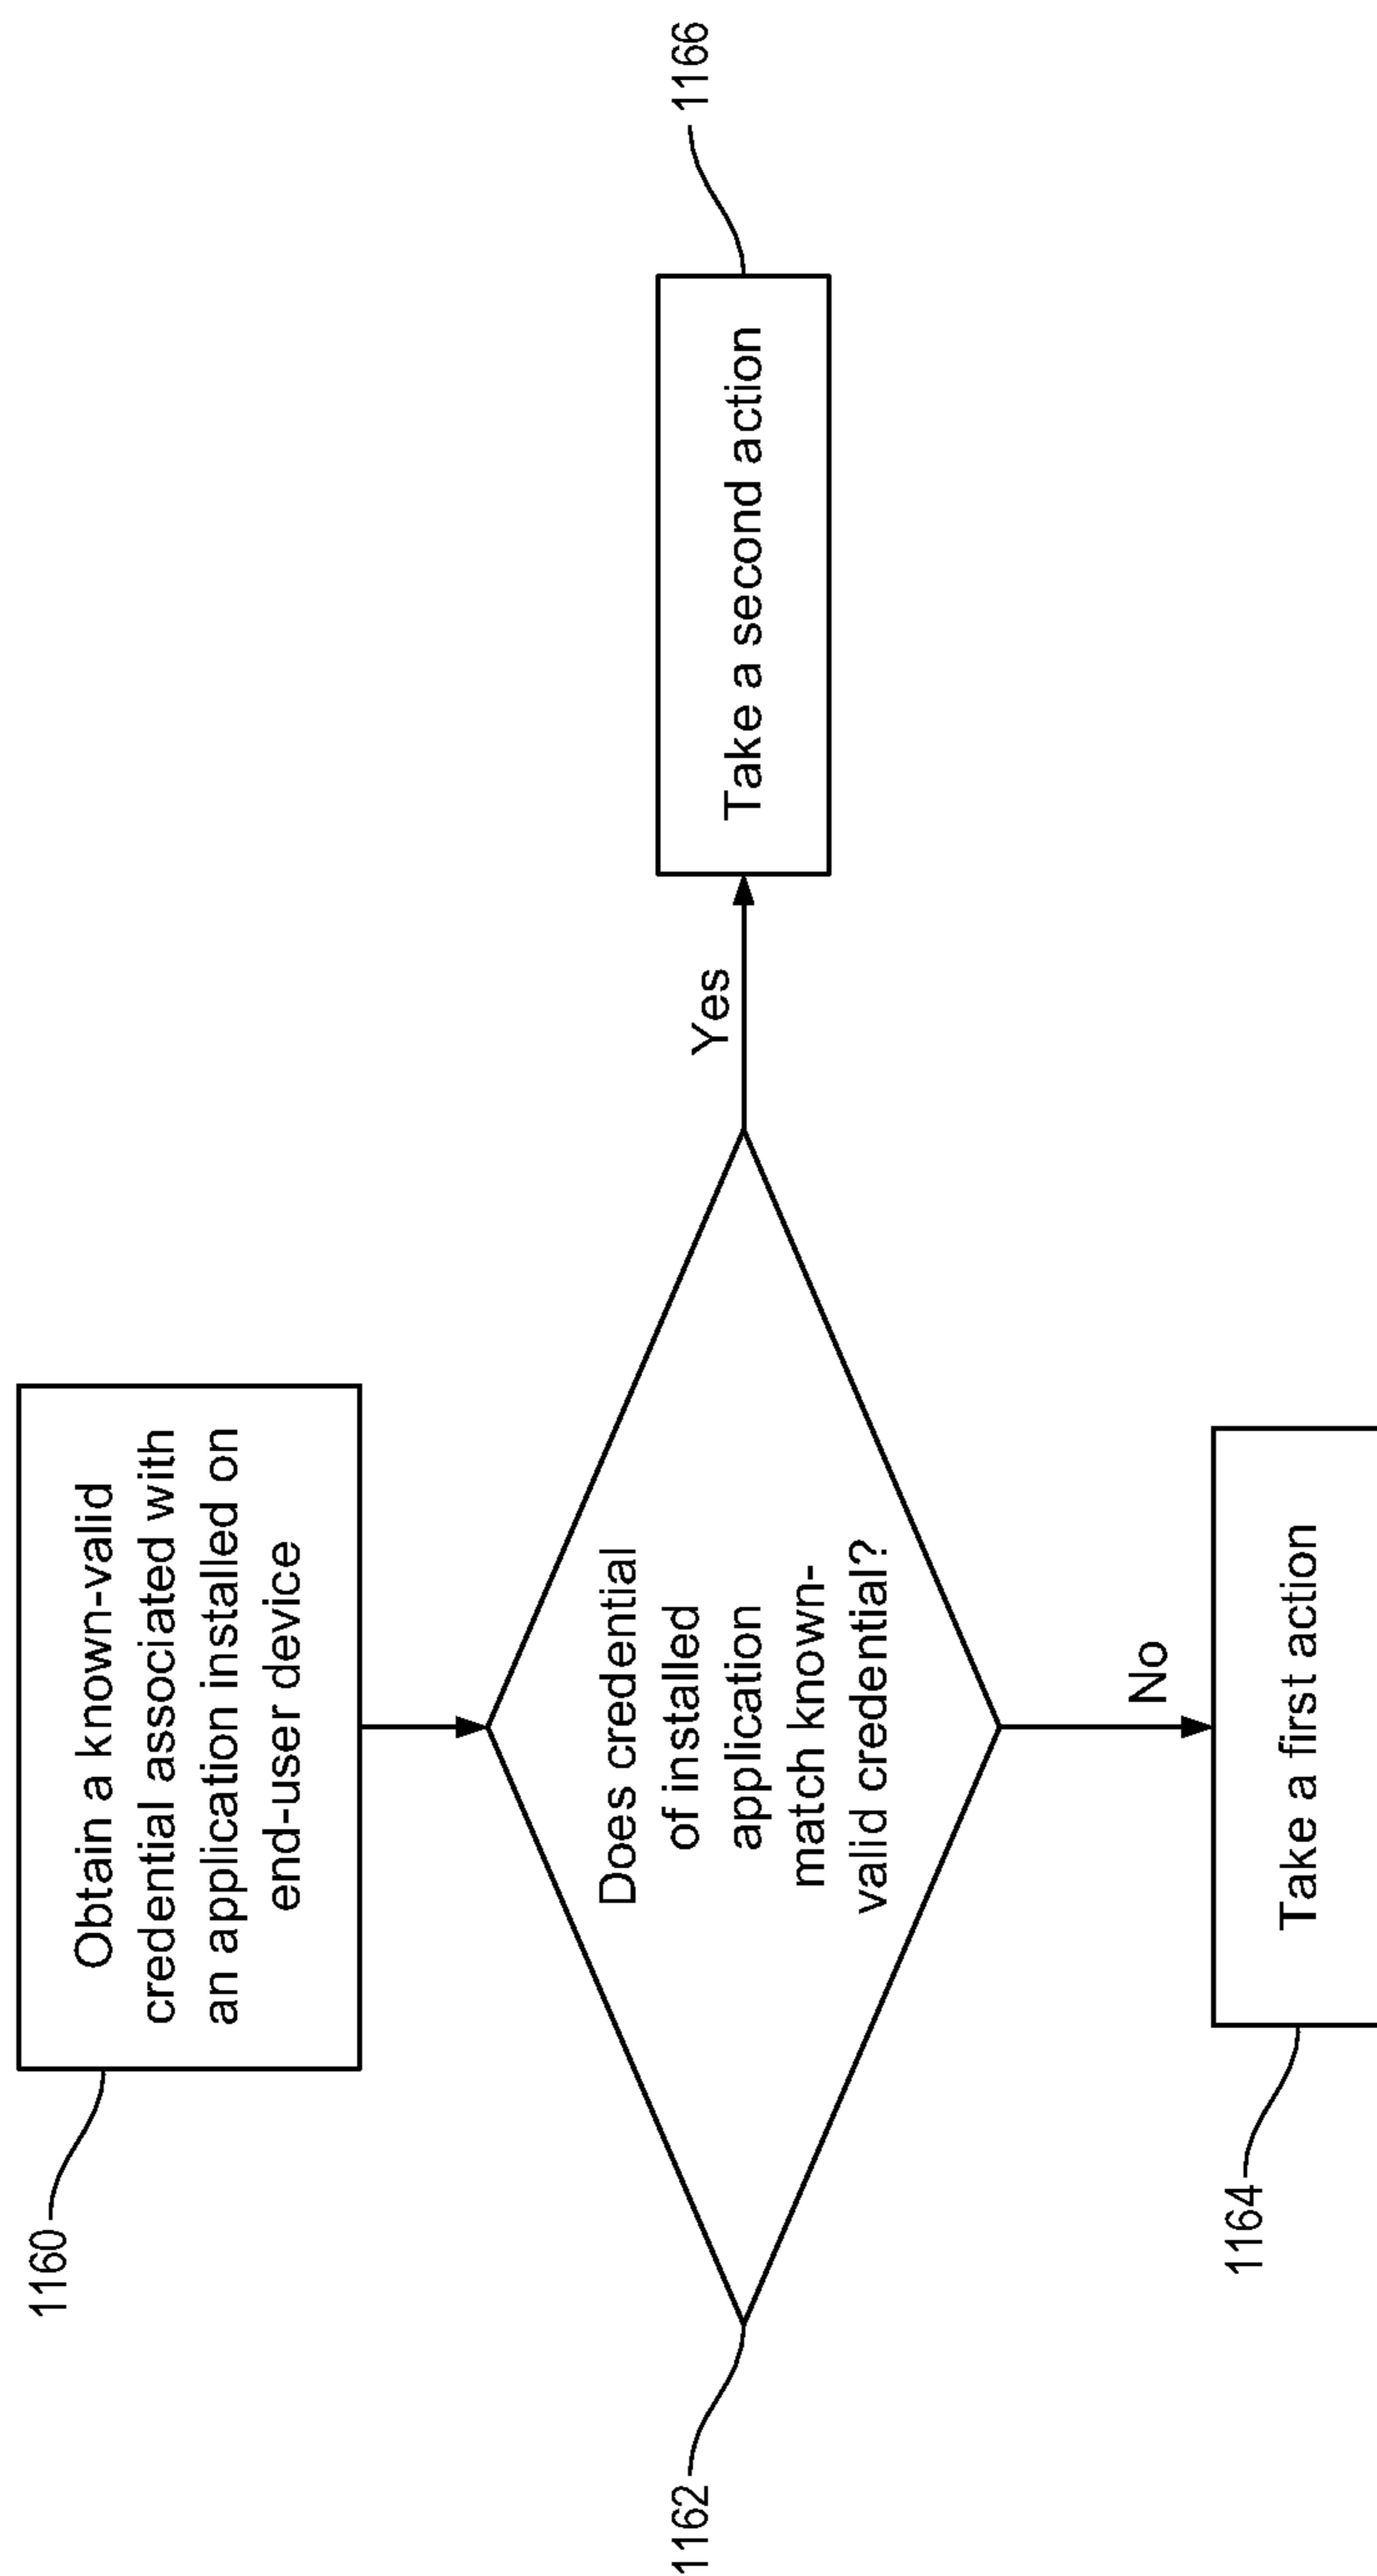 1160
Obtain a known-valid
credential associated with
an application installed on
end-user device
1162
Does credential
of installed
application
match known-
valid credential?
Yes
Take a second action
1166
No
1164
Take a first action